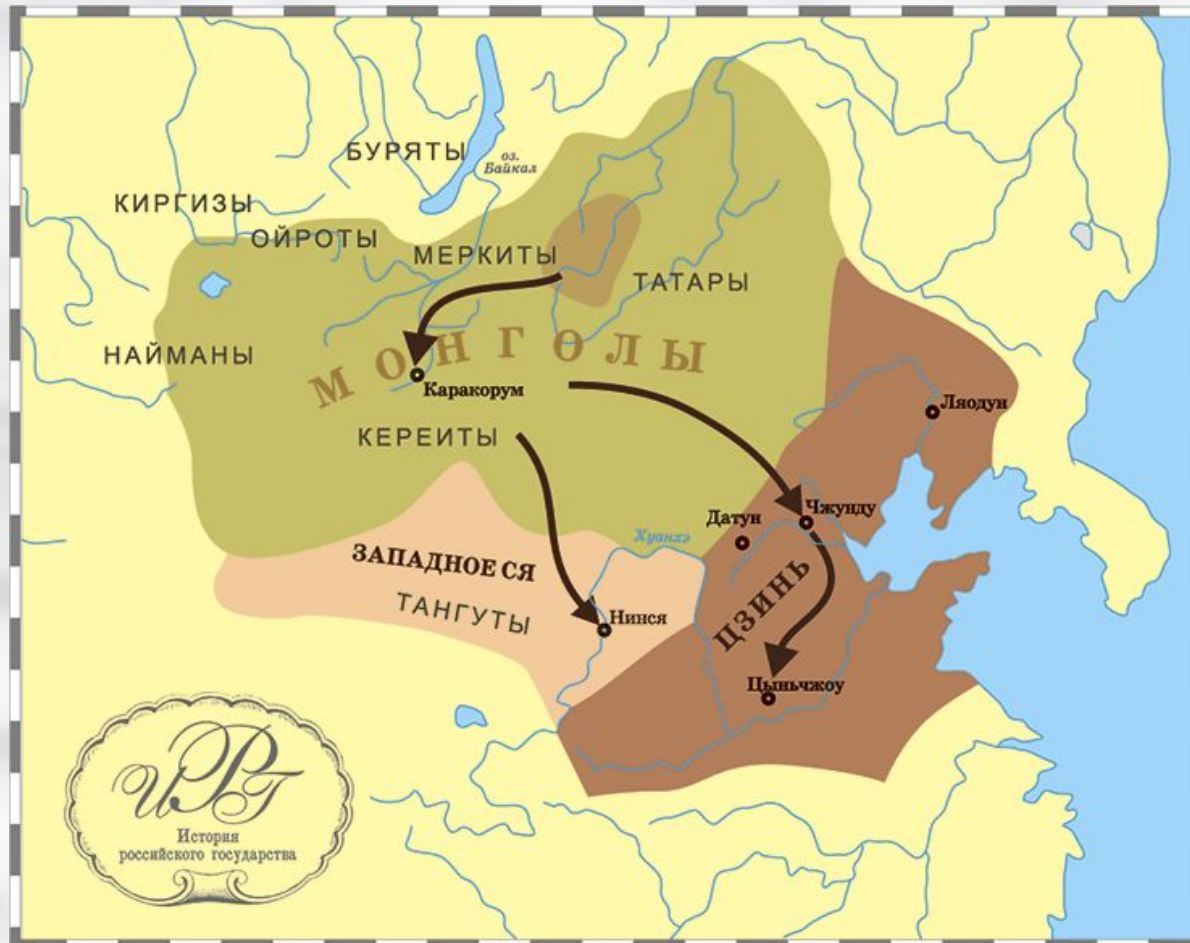 БУРЯТЫ
оз.
Байкал
КИРГИЗЫ
ОЙРОТЫ
МЕРКИТЫ
ТАТАРЫ
НАЙМАНЫ
МОНГОЛЫ
Каракорум
Ляодун
КЕРЕИТЫ
Чжунду
Датун
Хуанхэ
ЗАПАДНОЕ СЯ
ТАНГУТЫ
Нинся
ЦЗИНЬ
Цыньчжоу
ИРГ
История
российского государства